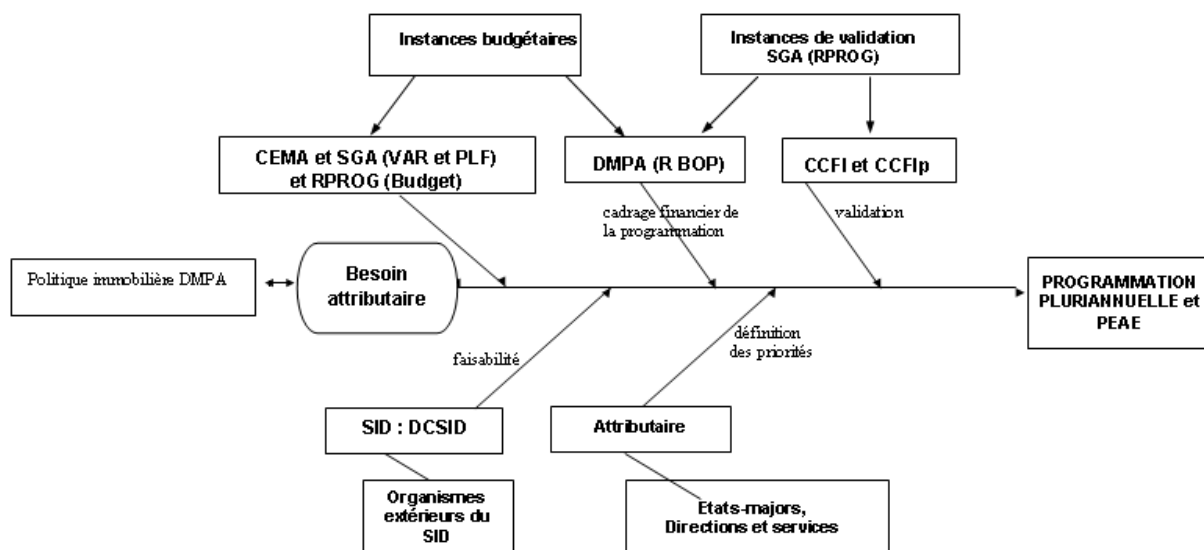 Instances budgétaires
Instances de validation
SGA (RPROG)
CEMA et SGA (VAR et PLF)
et RPROG (Budget)
DMPA (R BOP)
CCFI et CCFIp
cadrage financier de
la programmation
validation
Politique immobilière DMPA
Besoin
attributaire
PROGRAMMATION
PLURIANNUELLE et
PEAE
faisabilité
définition
des priorités
SID : DCSID
Attributaire
Organismes
extérieurs du
SID
Etats-majors,
Directions et services